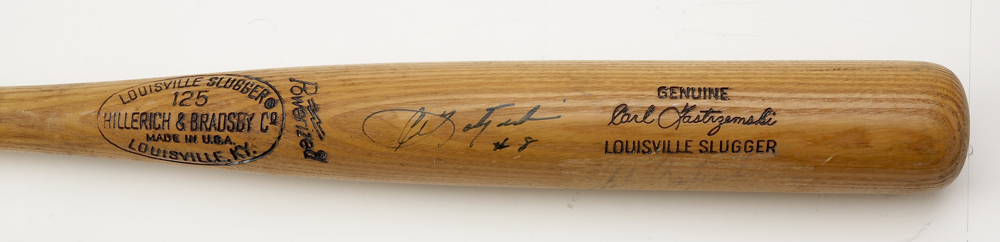 LOUISVILLE SLUGGER®
125
HILLERICH & BRADSBY Cº
MADE IN U.S.A.
LOUISVILLE, KY.
Powerized
#8
GENUINE
Carl Yastrzemski
LOUISVILLE SLUGGER